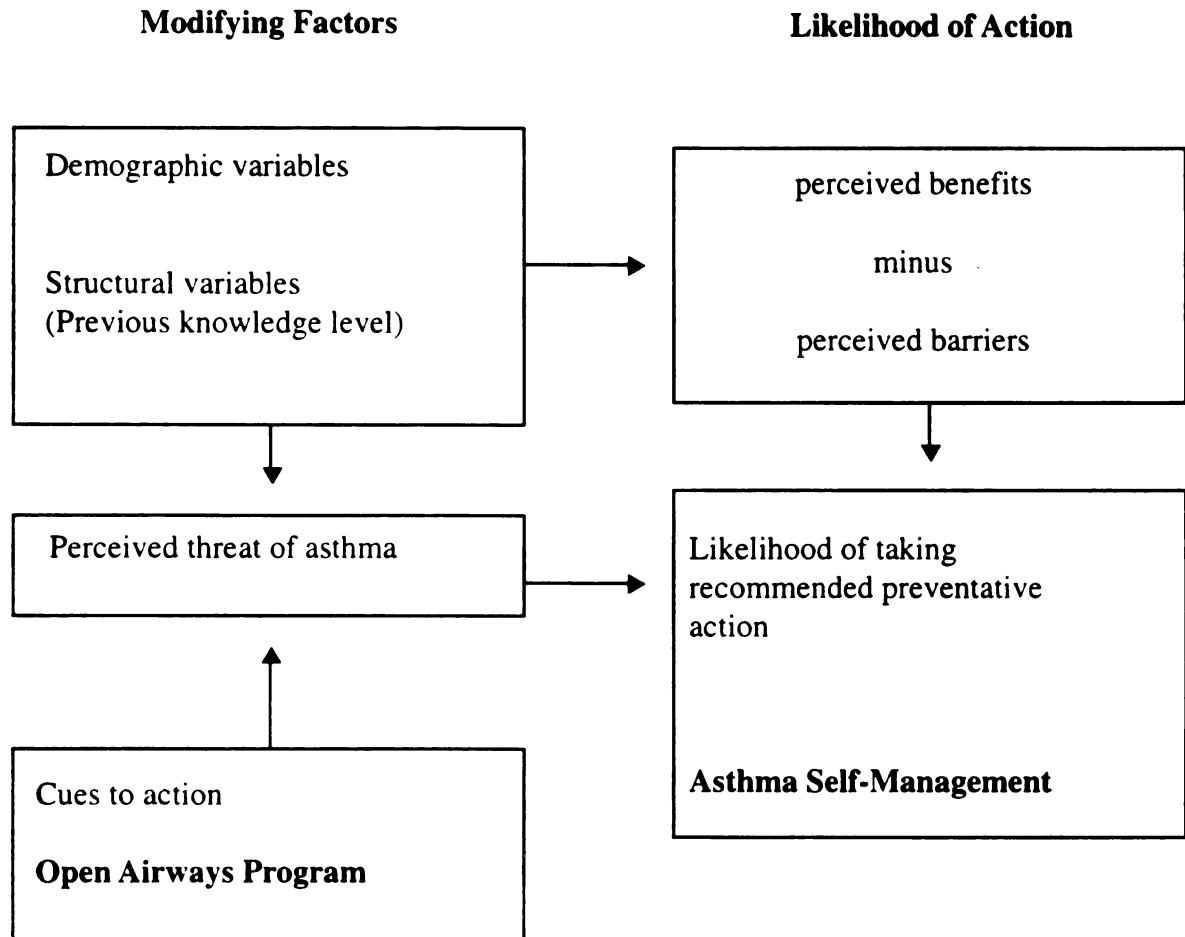 Modifying Factors
Likelihood of Action
Demographic variables
Structural variables
(Previous knowledge level)
perceived benefits
minus
perceived barriers
Perceived threat of asthma
Likelihood of taking
recommended preventative
action
Asthma Self-Management
Cues to action
Open Airways Program